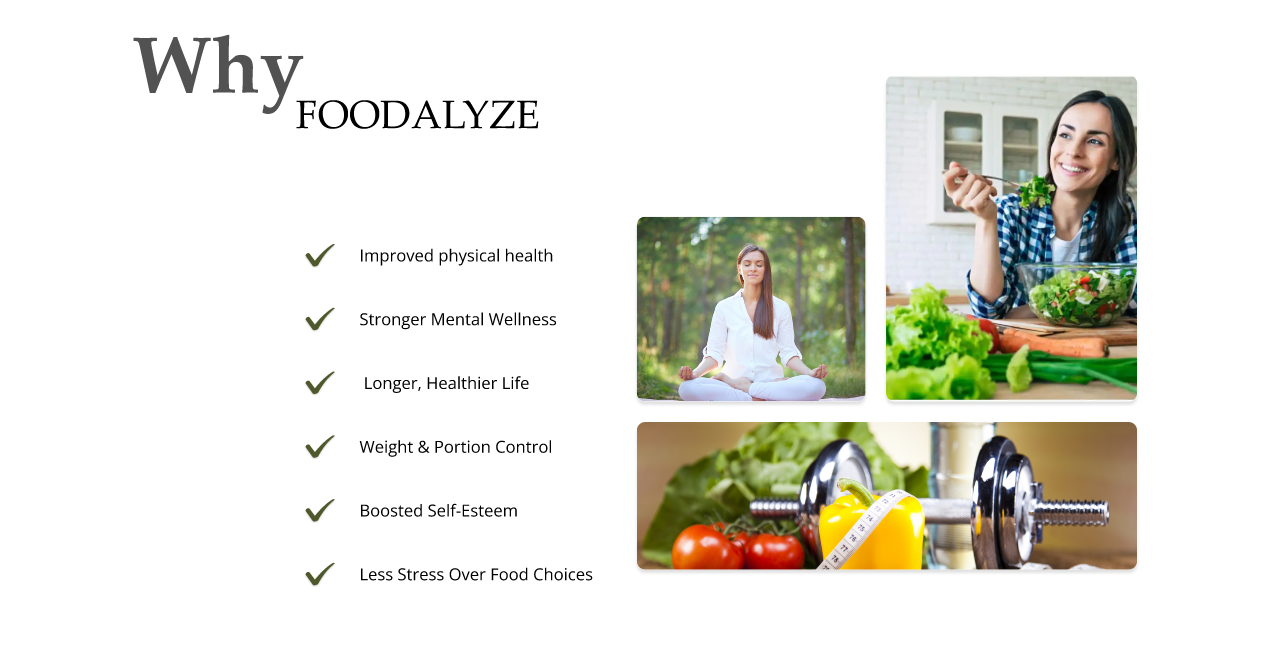 Why
FOODALYZE
Improved physical health
Stronger Mental Wellness
Longer, Healthier Life
Weight & Portion Control
Boosted Self-Esteem
Less Stress Over Food Choices